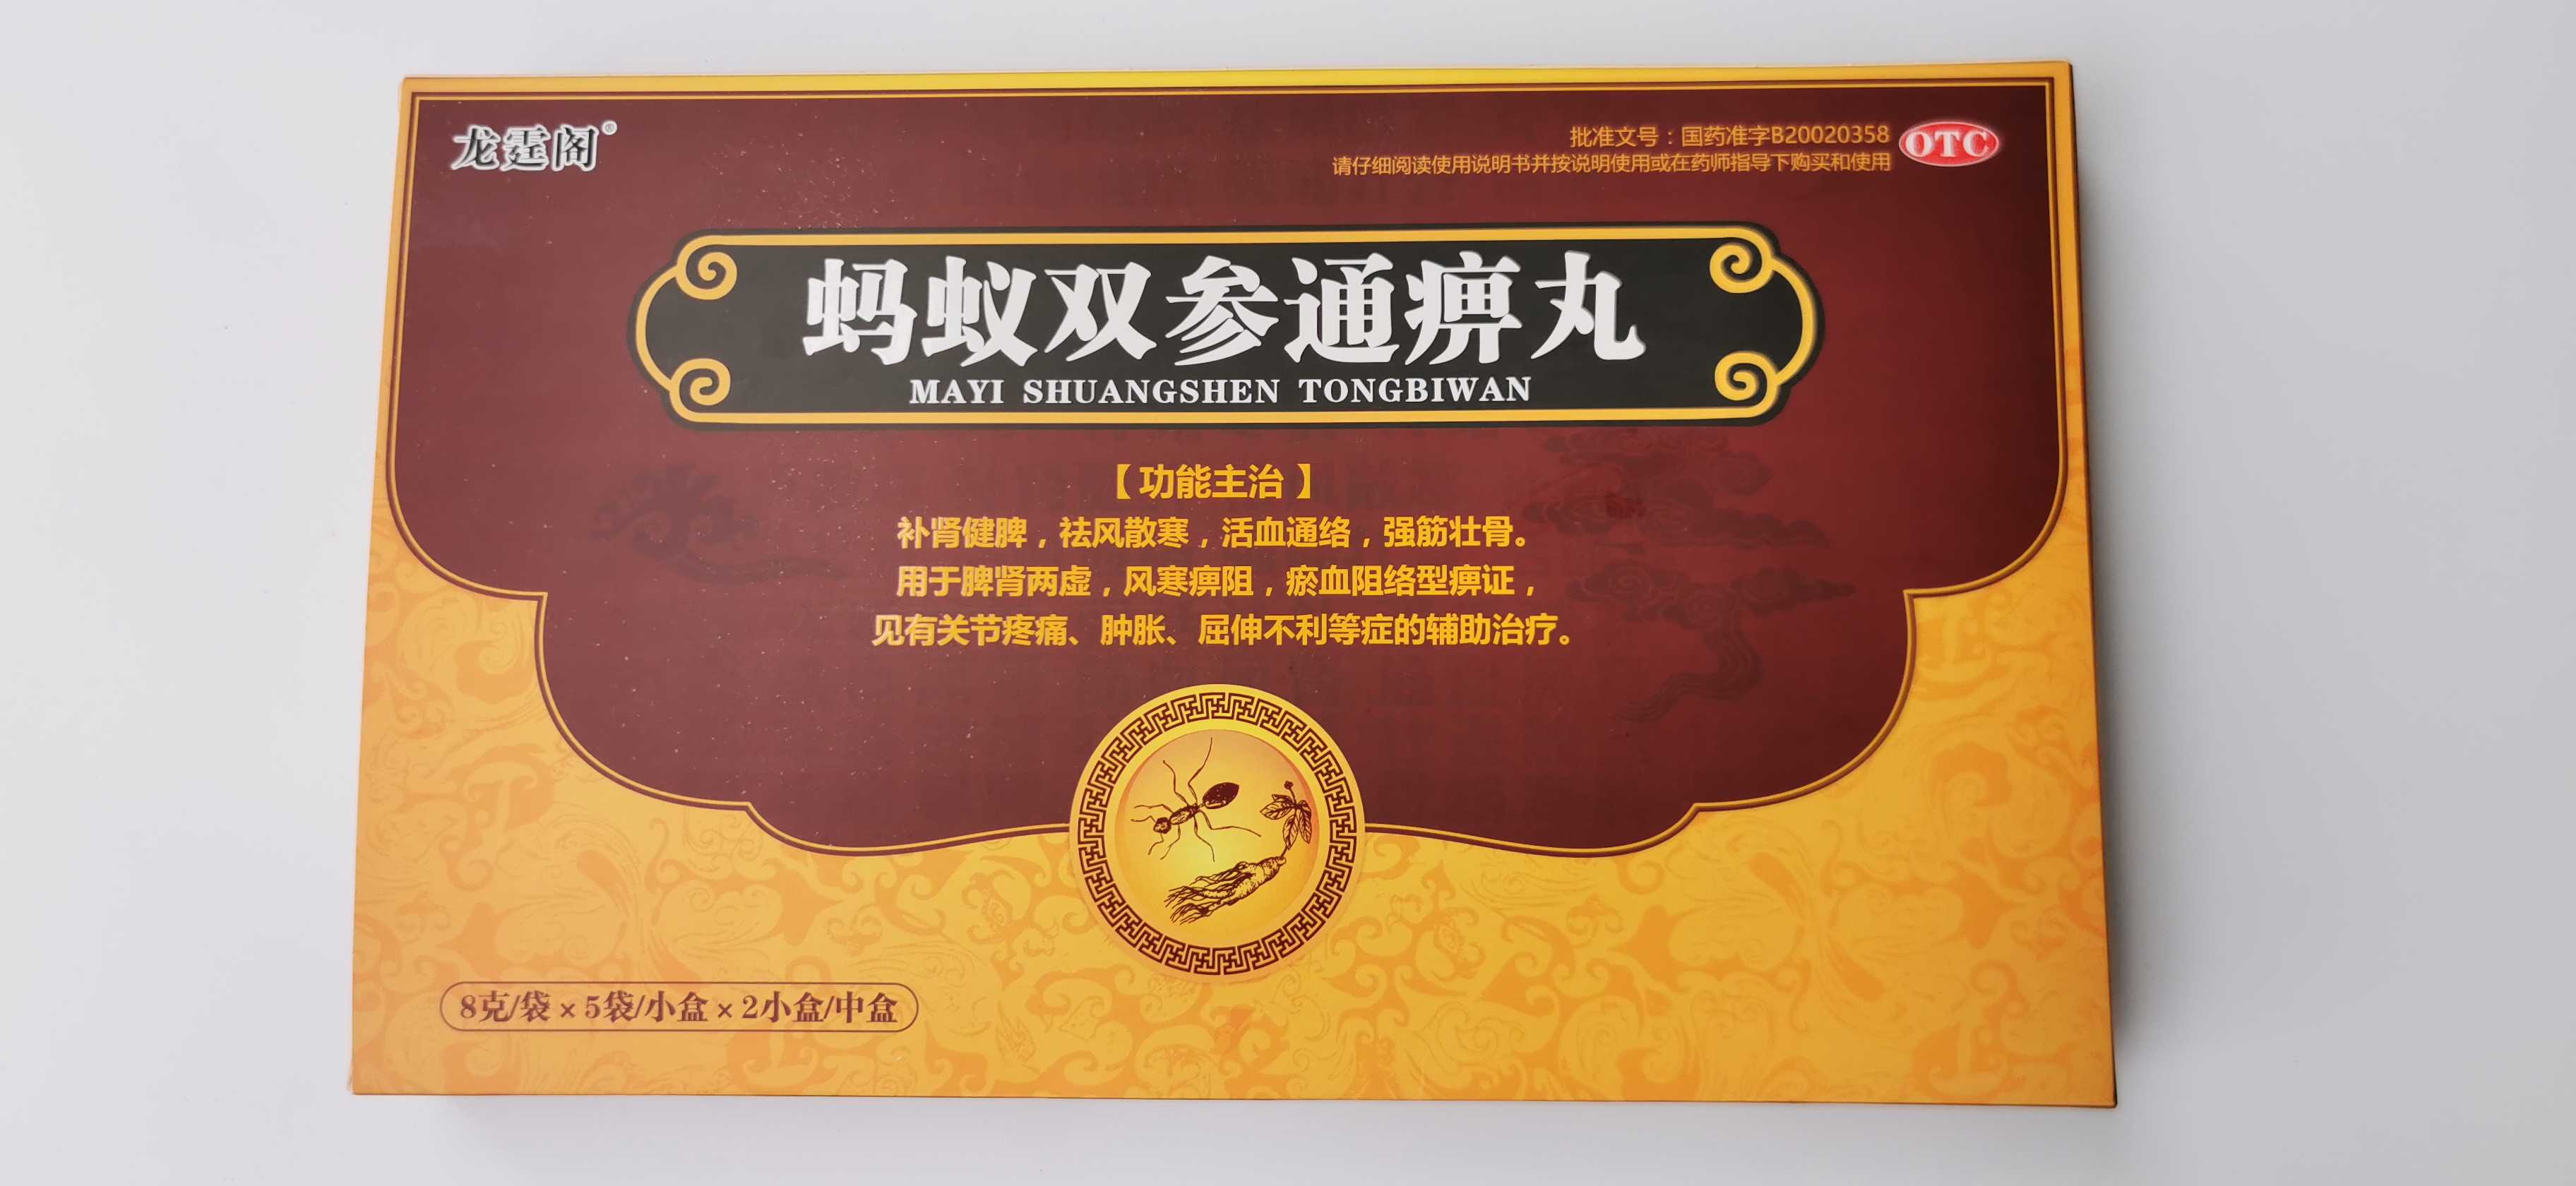 龙霆阁®
批准文号：国药准字B20020358
请仔细阅读使用说明书并按说明使用或在药师指导下购买和使用
OTC
蚂蚁双参通痹丸
MAYI SHUANGSHEN TONGBIWAN
【功能主治】
补肾健脾，祛风散寒，活血通络，强筋壮骨。
用于脾肾两虚，风寒痹阻，瘀血阻络型痹证，
见有关节疼痛、肿胀、屈伸不利等症的辅助治疗。
8克/袋×5袋/小盒×2小盒/中盒